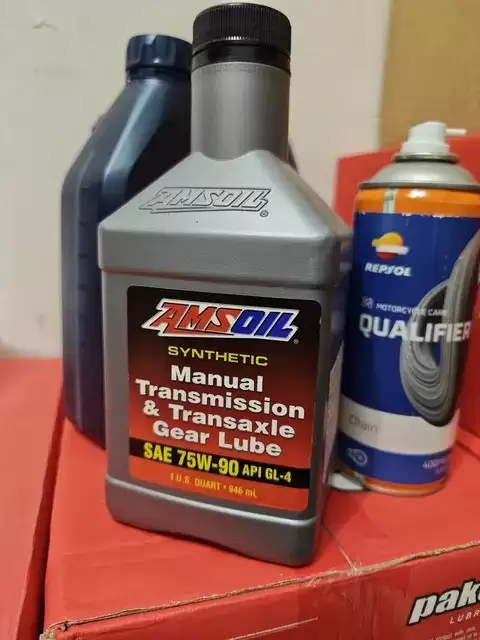 AMSOIL®
AMSOIL®
SYNTHETIC
Manual
Transmission
& Transaxle
Gear Lube
SAE 75W-90 API GL-4
1 U.S. QUART • 946 mL
REPSOL
MOTORCYCLE CARE
QUALIFIER
Chain
pak
LUBR